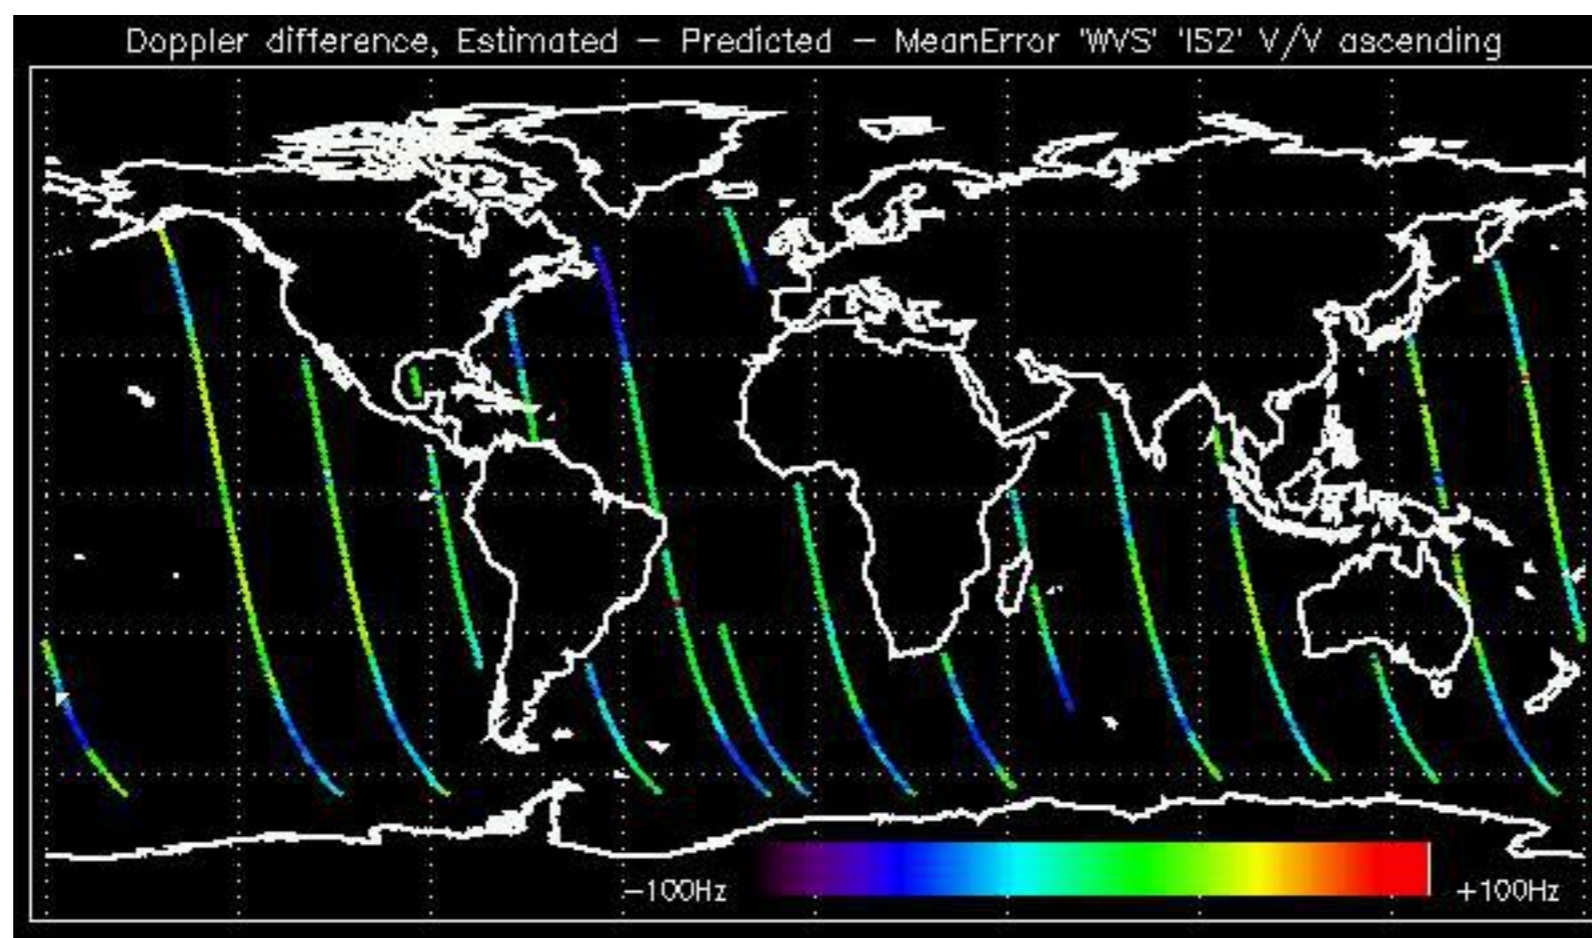 Doppler difference, Estimated – Predicted – MeanError 'WVS' 'IS2' V/V ascending
–100Hz +100Hz